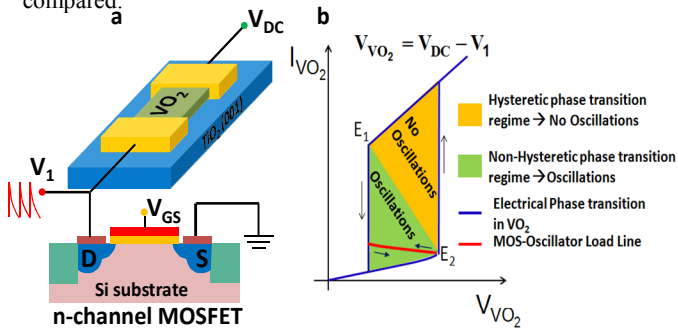 compared.
a
V_DC
VO2
TiO2 (001)
V1
V_GS
D
S
Si substrate
n-channel MOSFET
b
V_VO2 = V_DC – V1
I_VO2
E1
No Oscillations
Oscillations
E2
V_VO2
Hysteretic phase transition
regime → No Oscillations
Non-Hysteretic phase transition
regime → Oscillations
Electrical Phase transition
in VO2
MOS-Oscillator Load Line